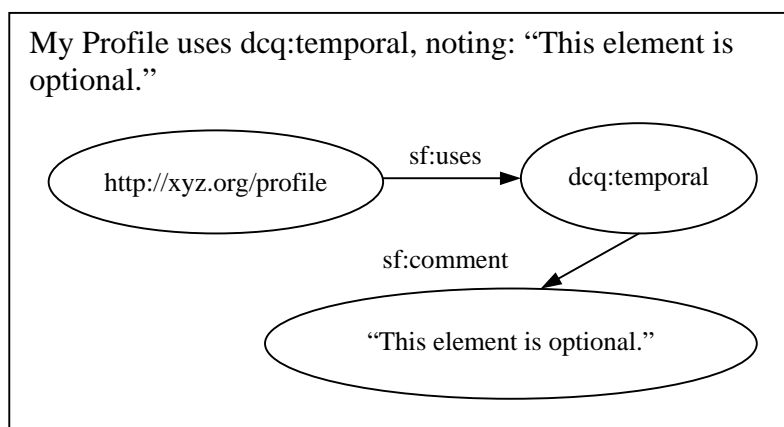 My Profile uses dcq:temporal, noting: “This element is
optional.”
sf:uses
http://xyz.org/profile
dcq:temporal
sf:comment
“This element is optional.”